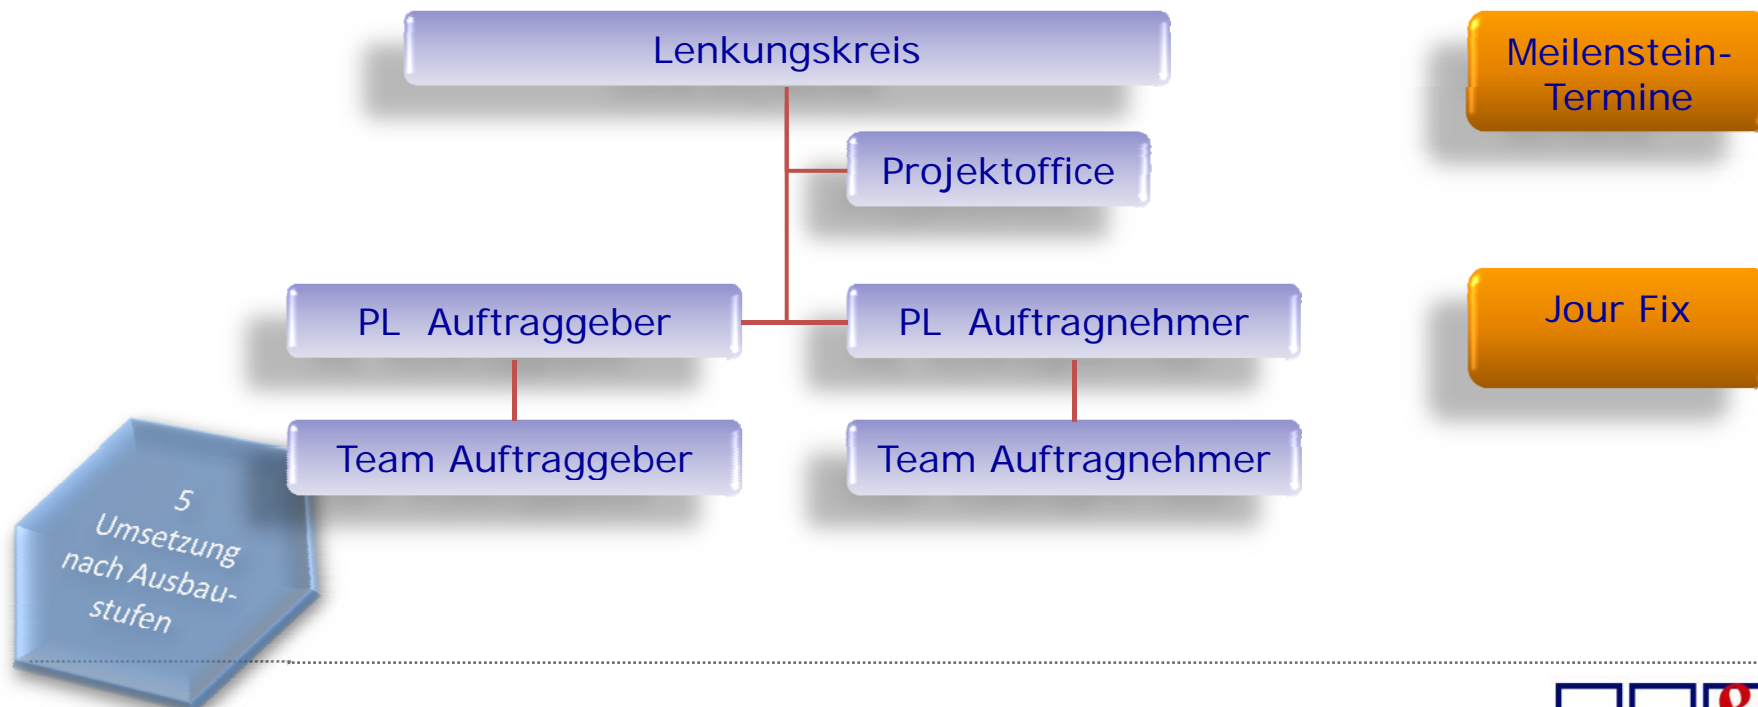 Lenkungskreis
Meilenstein-
Termine
Projektoffice
PL Auftraggeber
PL Auftragnehmer
Jour Fix
Team Auftraggeber
Team Auftragnehmer
5
Umsetzung
nach Ausbau-
stufen